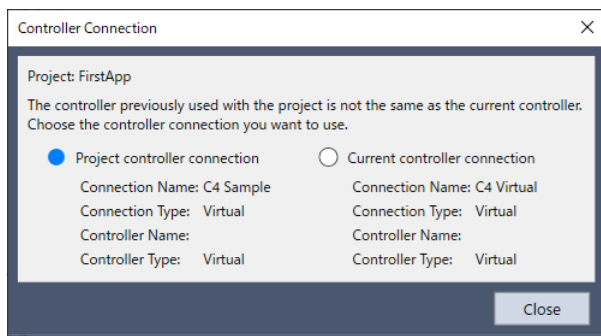 Controller Connection
Project: FirstApp
The controller previously used with the project is not the same as the current controller.
Choose the controller connection you want to use.
Project controller connection
Connection Name: C4 Sample
Connection Type: Virtual
Controller Name:
Controller Type: Virtual
Current controller connection
Connection Name: C4 Virtual
Connection Type: Virtual
Controller Name:
Controller Type: Virtual
Close